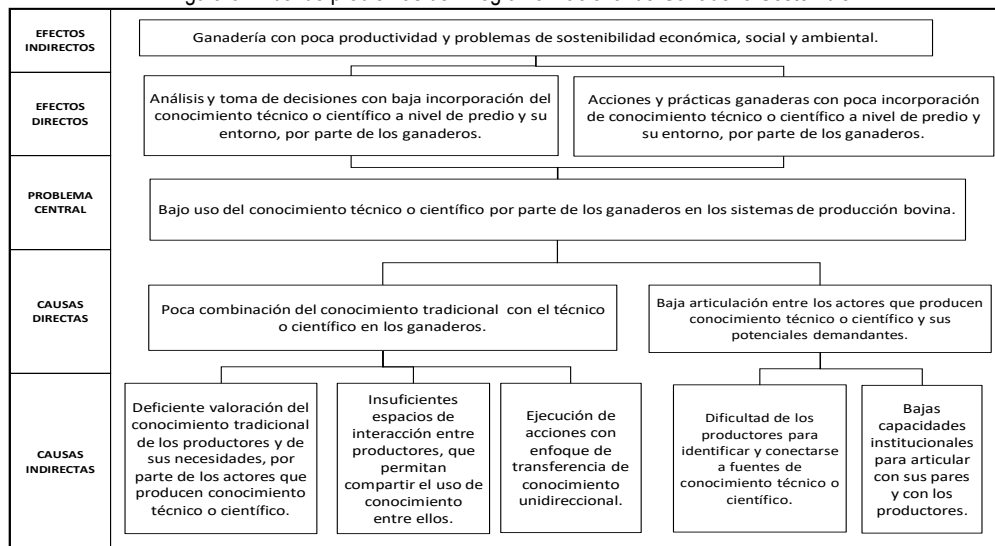 EFECTOS
INDIRECTOS
Ganadería con poca productividad y problemas de sostenibilidad económica, social y ambiental.
EFECTOS
DIRECTOS
Análisis y toma de decisiones con baja incorporación del
conocimiento técnico o científico a nivel de predio y su
entorno, por parte de los ganaderos.
Acciones y prácticas ganaderas con poca incorporación
de conocimiento técnico o científico a nivel de predio y
su entorno, por parte de los ganaderos.
PROBLEMA
CENTRAL
Bajo uso del conocimiento técnico o científico por parte de los ganaderos en los sistemas de producción bovina.
CAUSAS
DIRECTAS
Poca combinación del conocimiento tradicional con el técnico
o científico en los ganaderos.
Baja articulación entre los actores que producen
conocimiento técnico o científico y sus
potenciales demandantes.
CAUSAS
INDIRECTAS
Deficiente valoración del
conocimiento tradicional
de los productores y de
sus necesidades, por
parte de los actores que
producen conocimiento
técnico o científico.
Insuficientes
espacios de
interacción entre
productores, que
permitan
compartir el uso de
conocimiento
entre ellos.
Ejecución de
acciones con
enfoque de
transferencia de
conocimiento
unidireccional.
Dificultad de los
productores para
identificar y conectarse
a fuentes de
conocimiento técnico o
científico.
Bajas
capacidades
institucionales
para articular
con sus pares
y con los
productores.